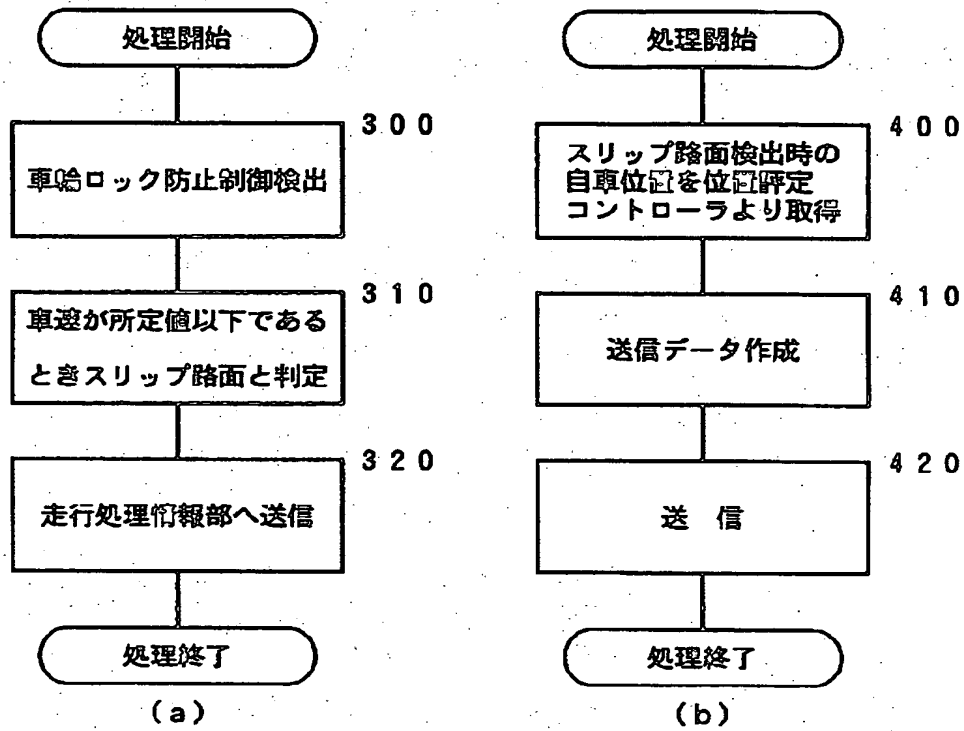 処理開始
300
車輪ロック防止制御検出
310
車速が所定値以下である
ときスリップ路面と判定
320
走行処理情報部へ送信
処理終了
(a)
処理開始
400
スリップ路面検出時の
自車位置を位置評定
コントローラより取得
410
送信データ作成
420
送 信
処理終了
(b)